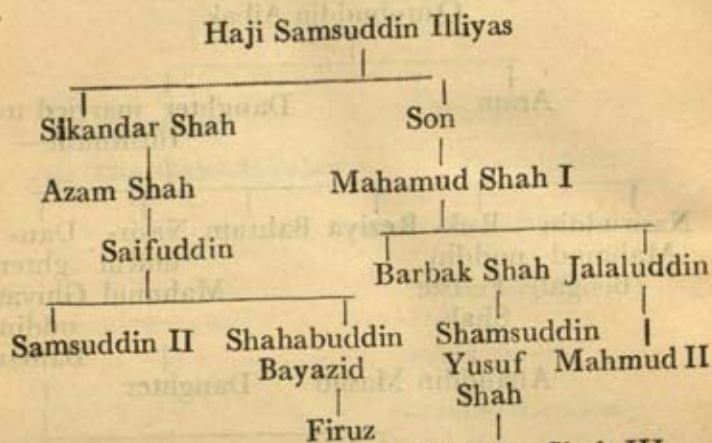 Haji Samsuddin Illiyas
Sikandar Shah Son
Azam Shah Mahamud Shah I
Saifuddin
Barbak Shah Jalaluddin
Samsuddin II Shahabuddin Shamsuddin
Bayazid Yusuf Mahmud II
Shah
Firuz